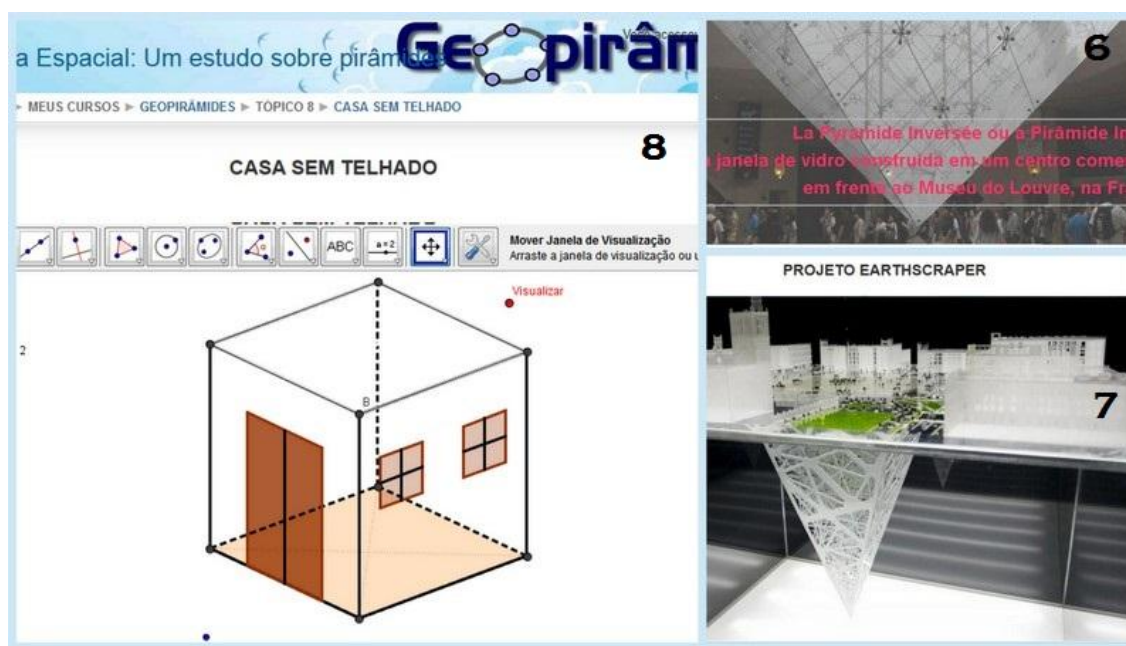 a Espacial: Um estudo sobre pirâmides
Geopirâm
MEUS CURSOS ► GEOPIRÂMIDES ► TÓPICO 8 ► CASA SEM TELHADO
8
CASA SEM TELHADO
ABC
a=2
Mover Janela de Visualização
Arraste a janela de visualização ou
Visualizar
2
B
6
La Pyramide Inversée ou a Pirâmide In
janela de vidro construída em um centro come
em frente ao Museu do Louvre, na Fr
PROJETO EARTHSCRAPER
7